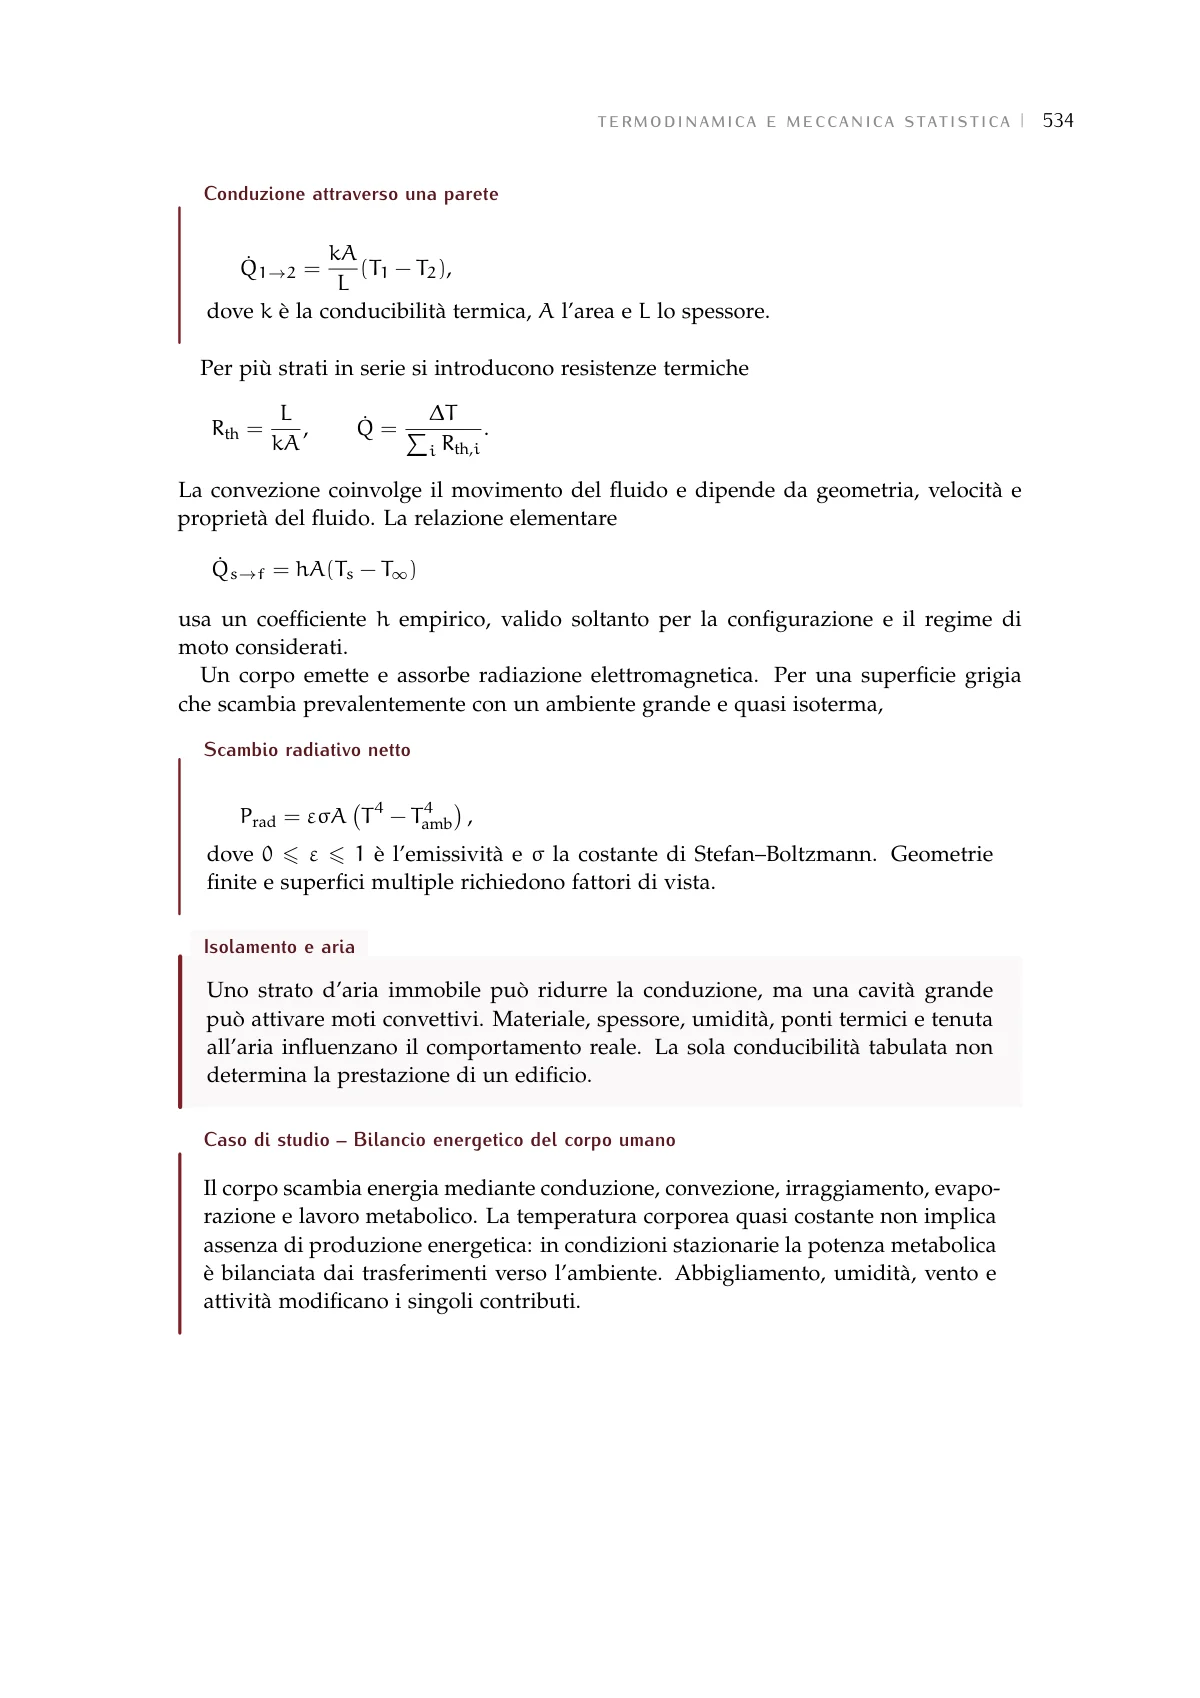 TERMODINAMICA E MECCANICA STATISTICA | 534
Conduzione attraverso una parete
Q̇₁→₂ = kA/L (T₁ − T₂),
dove k è la conducibilità termica, A l'area e L lo spessore.
Per più strati in serie si introducono resistenze termiche
R_th = L/kA, Q̇ = ΔT/∑_i R_th,i.
La convezione coinvolge il movimento del fluido e dipende da geometria, velocità e
proprietà del fluido. La relazione elementare
Q̇_s→f = hA(T_s − T_∞)
usa un coefficiente h empirico, valido soltanto per la configurazione e il regime di
moto considerati.
Un corpo emette e assorbe radiazione elettromagnetica. Per una superficie grigia
che scambia prevalentemente con un ambiente grande e quasi isoterma,
Scambio radiativo netto
P_rad = εσA (T⁴ − T⁴_amb),
dove 0 ⩽ ε ⩽ 1 è l'emissività e σ la costante di Stefan–Boltzmann. Geometrie
finite e superfici multiple richiedono fattori di vista.
Isolamento e aria
Uno strato d'aria immobile può ridurre la conduzione, ma una cavità grande
può attivare moti convettivi. Materiale, spessore, umidità, ponti termici e tenuta
all'aria influenzano il comportamento reale. La sola conducibilità tabulata non
determina la prestazione di un edificio.
Caso di studio – Bilancio energetico del corpo umano
Il corpo scambia energia mediante conduzione, convezione, irraggiamento, evapo-
razione e lavoro metabolico. La temperatura corporea quasi costante non implica
assenza di produzione energetica: in condizioni stazionarie la potenza metabolica
è bilanciata dai trasferimenti verso l'ambiente. Abbigliamento, umidità, vento e
attività modificano i singoli contributi.